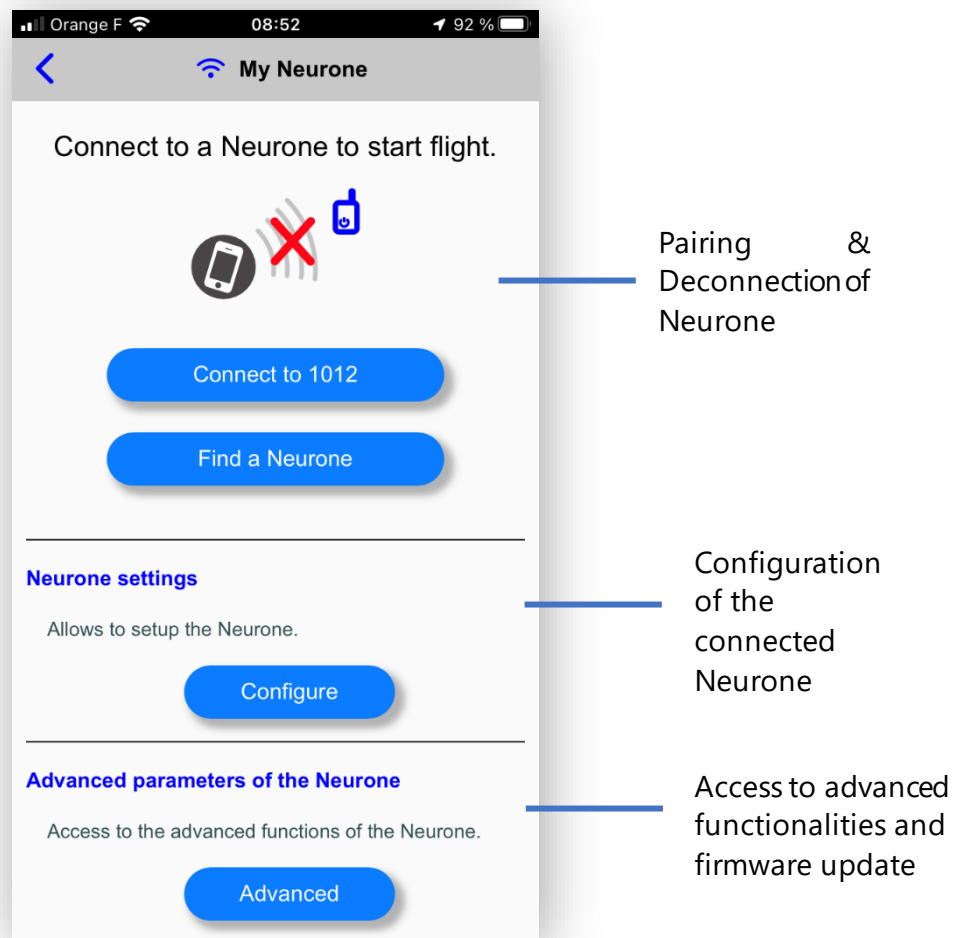 Orange F 08:52 92 %
My Neurone
Connect to a Neurone to start flight.
Connect to 1012
Find a Neurone
Pairing &
Deconnection of
Neurone
Neurone settings
Allows to setup the Neurone.
Configure
Configuration
of the
connected
Neurone
Advanced parameters of the Neurone
Access to the advanced functions of the Neurone.
Advanced
Access to advanced
functionalities and
firmware update